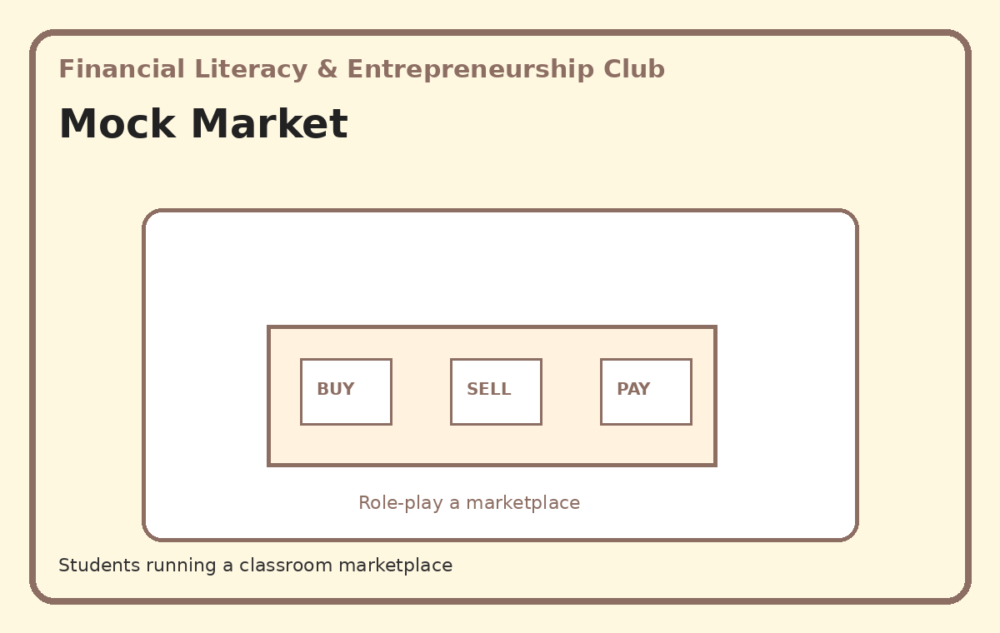 Financial Literacy & Entrepreneurship Club
Mock Market
BUY
SELL
PAY
Role-play a marketplace
Students running a classroom marketplace